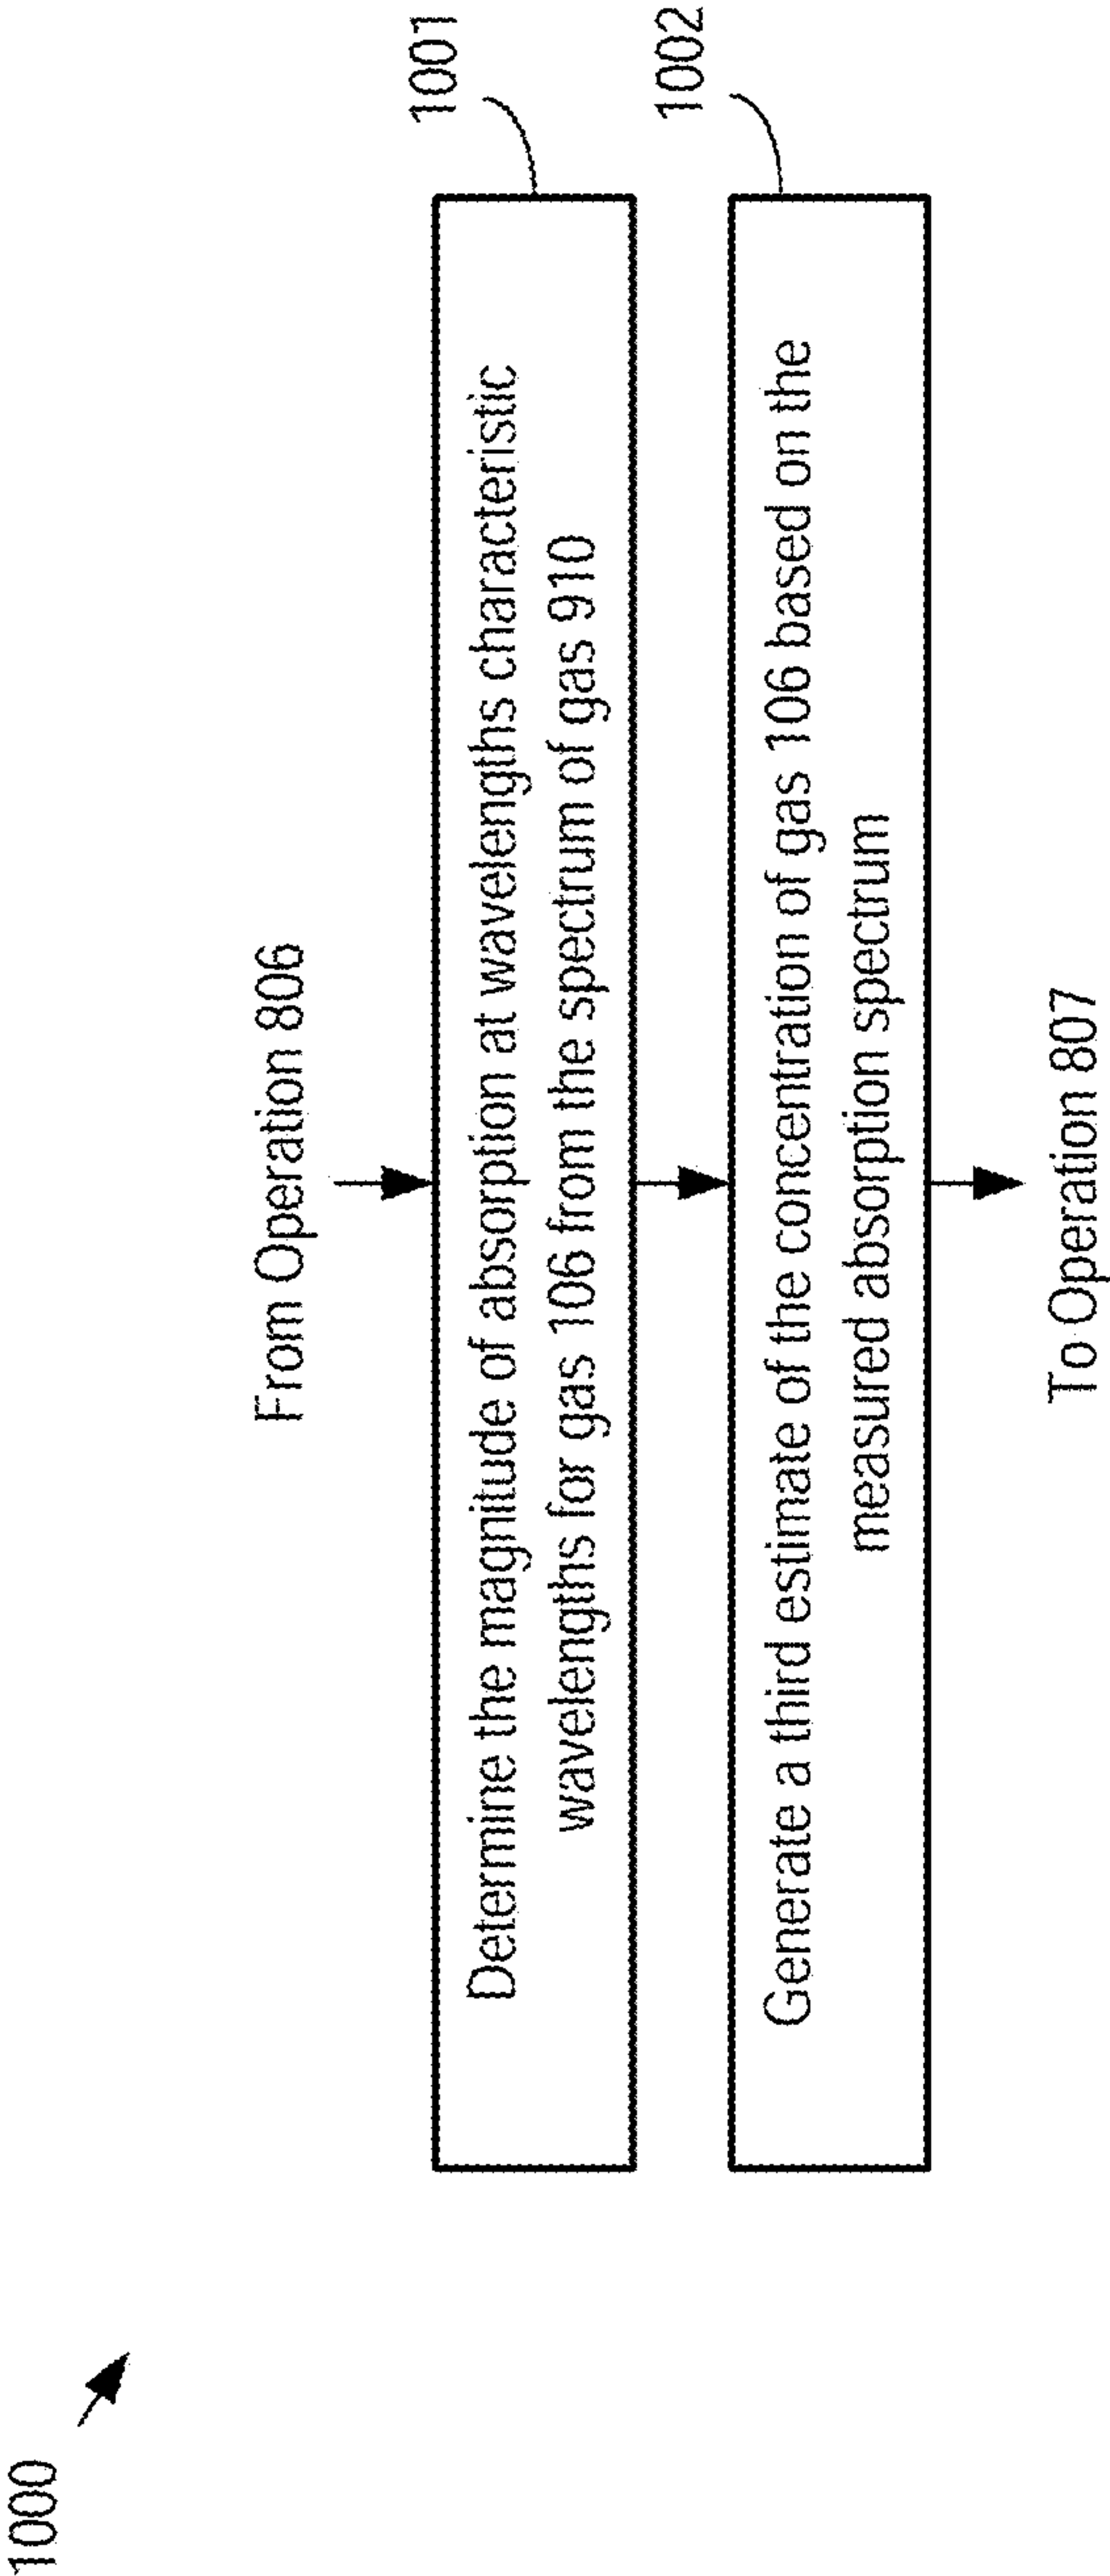 1000
From Operation 806
Determine the magnitude of absorption at wavelengths characteristic
wavelengths for gas 106 from the spectrum of gas 910
1001
Generate a third estimate of the concentration of gas 106 based on the
measured absorption spectrum
1002
To Operation 807